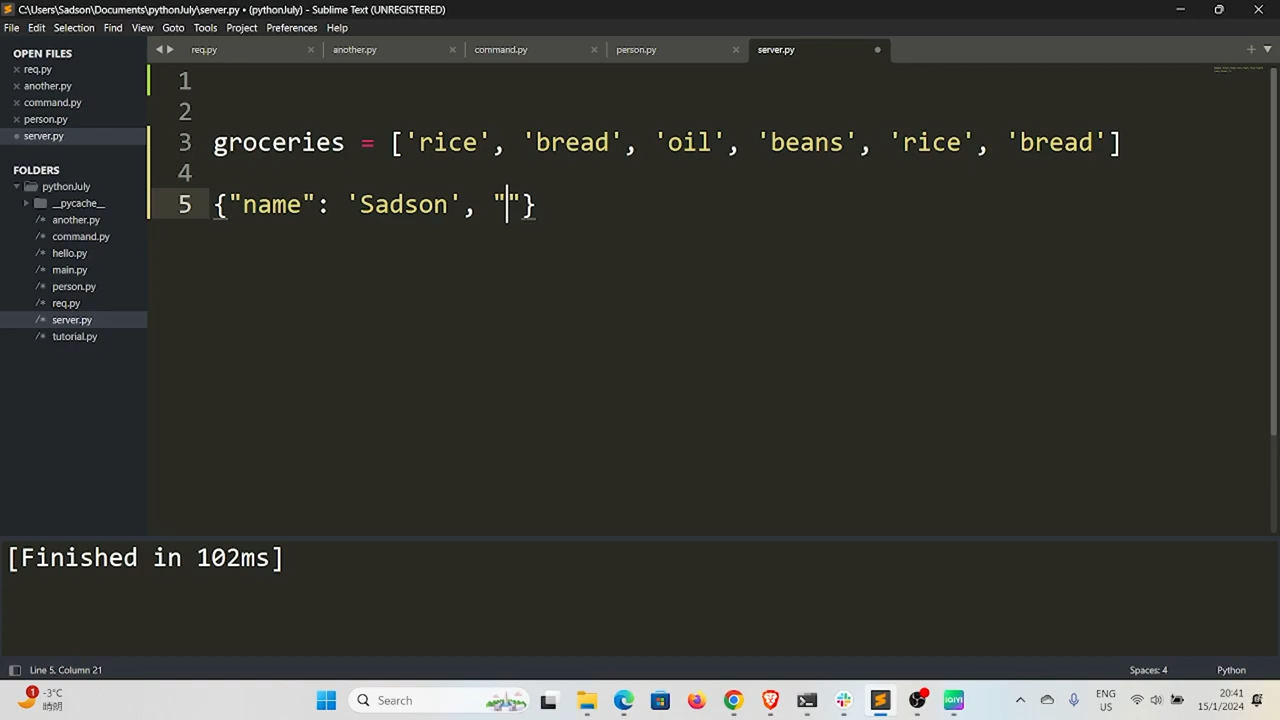 C:\Users\Sadson\Documents\pythonJuly\server.py • (pythonJuly) - Sublime Text (UNREGISTERED)
File Edit Selection Find View Goto Tools Project Preferences Help
OPEN FILES
req.py
another.py
command.py
person.py
server.py
FOLDERS
pythonJuly
__pycache__
/* another.py
/* command.py
/* hello.py
/* main.py
/* person.py
/* req.py
/* server.py
/* tutorial.py
req.py another.py command.py person.py server.py
1
2
3 groceries = ['rice', 'bread', 'oil', 'beans', 'rice', 'bread']
4
5 {"name": 'Sadson', ""}
[Finished in 102ms]
Line 5, Column 21 Spaces: 4 Python
1 -3°C
Search
ENG 20:41
US 15/1/2024